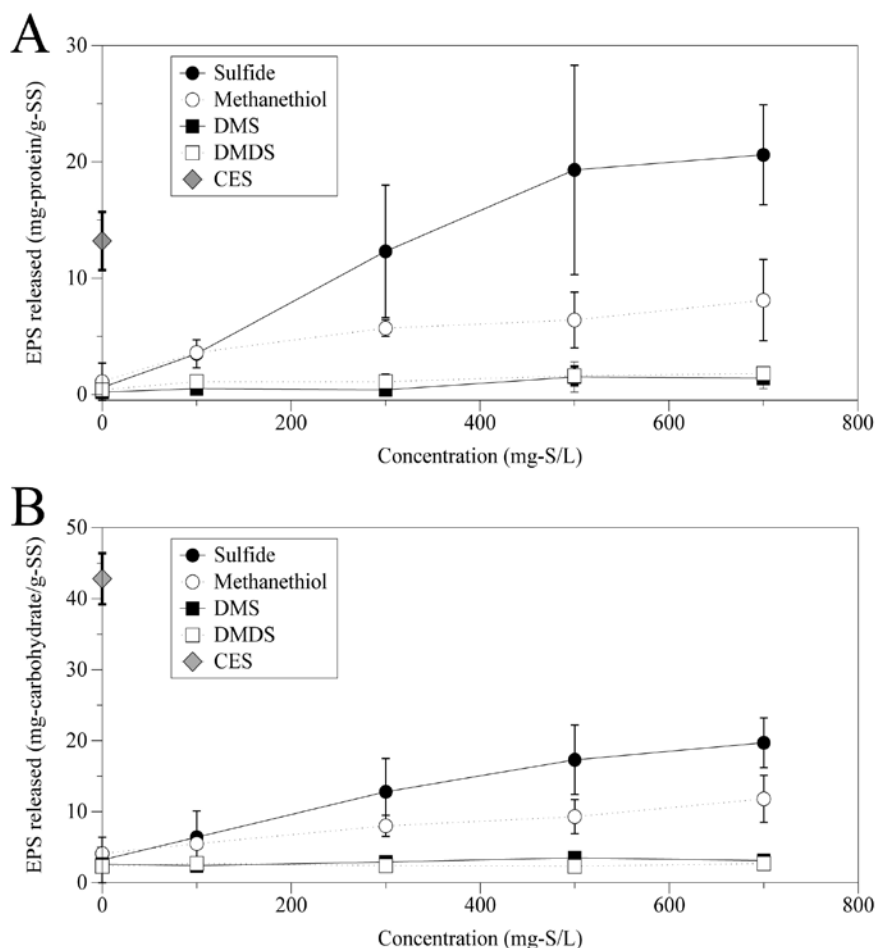 A
30
20
10
0
EPS released (mg-protein/g-SS)
Sulfide
Methanethiol
DMS
DMDS
CES
0
200
400
600
800
Concentration (mg-S/L)
B
50
40
30
20
10
0
EPS released (mg-carbohydrate/g-SS)
Sulfide
Methanethiol
DMS
DMDS
CES
0
200
400
600
800
Concentration (mg-S/L)